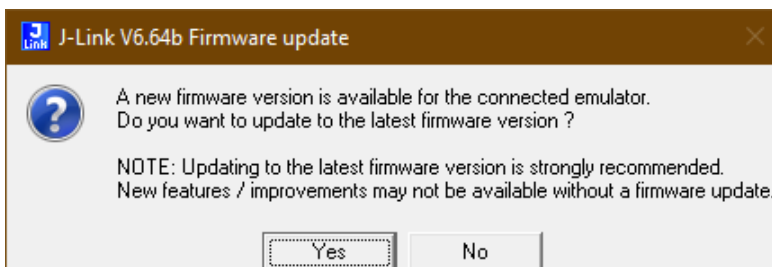 J Link J-Link V6.64b Firmware update
A new firmware version is available for the connected emulator.
Do you want to update to the latest firmware version ?
NOTE: Updating to the latest firmware version is strongly recommended.
New features / improvements may not be available without a firmware update.
Yes No